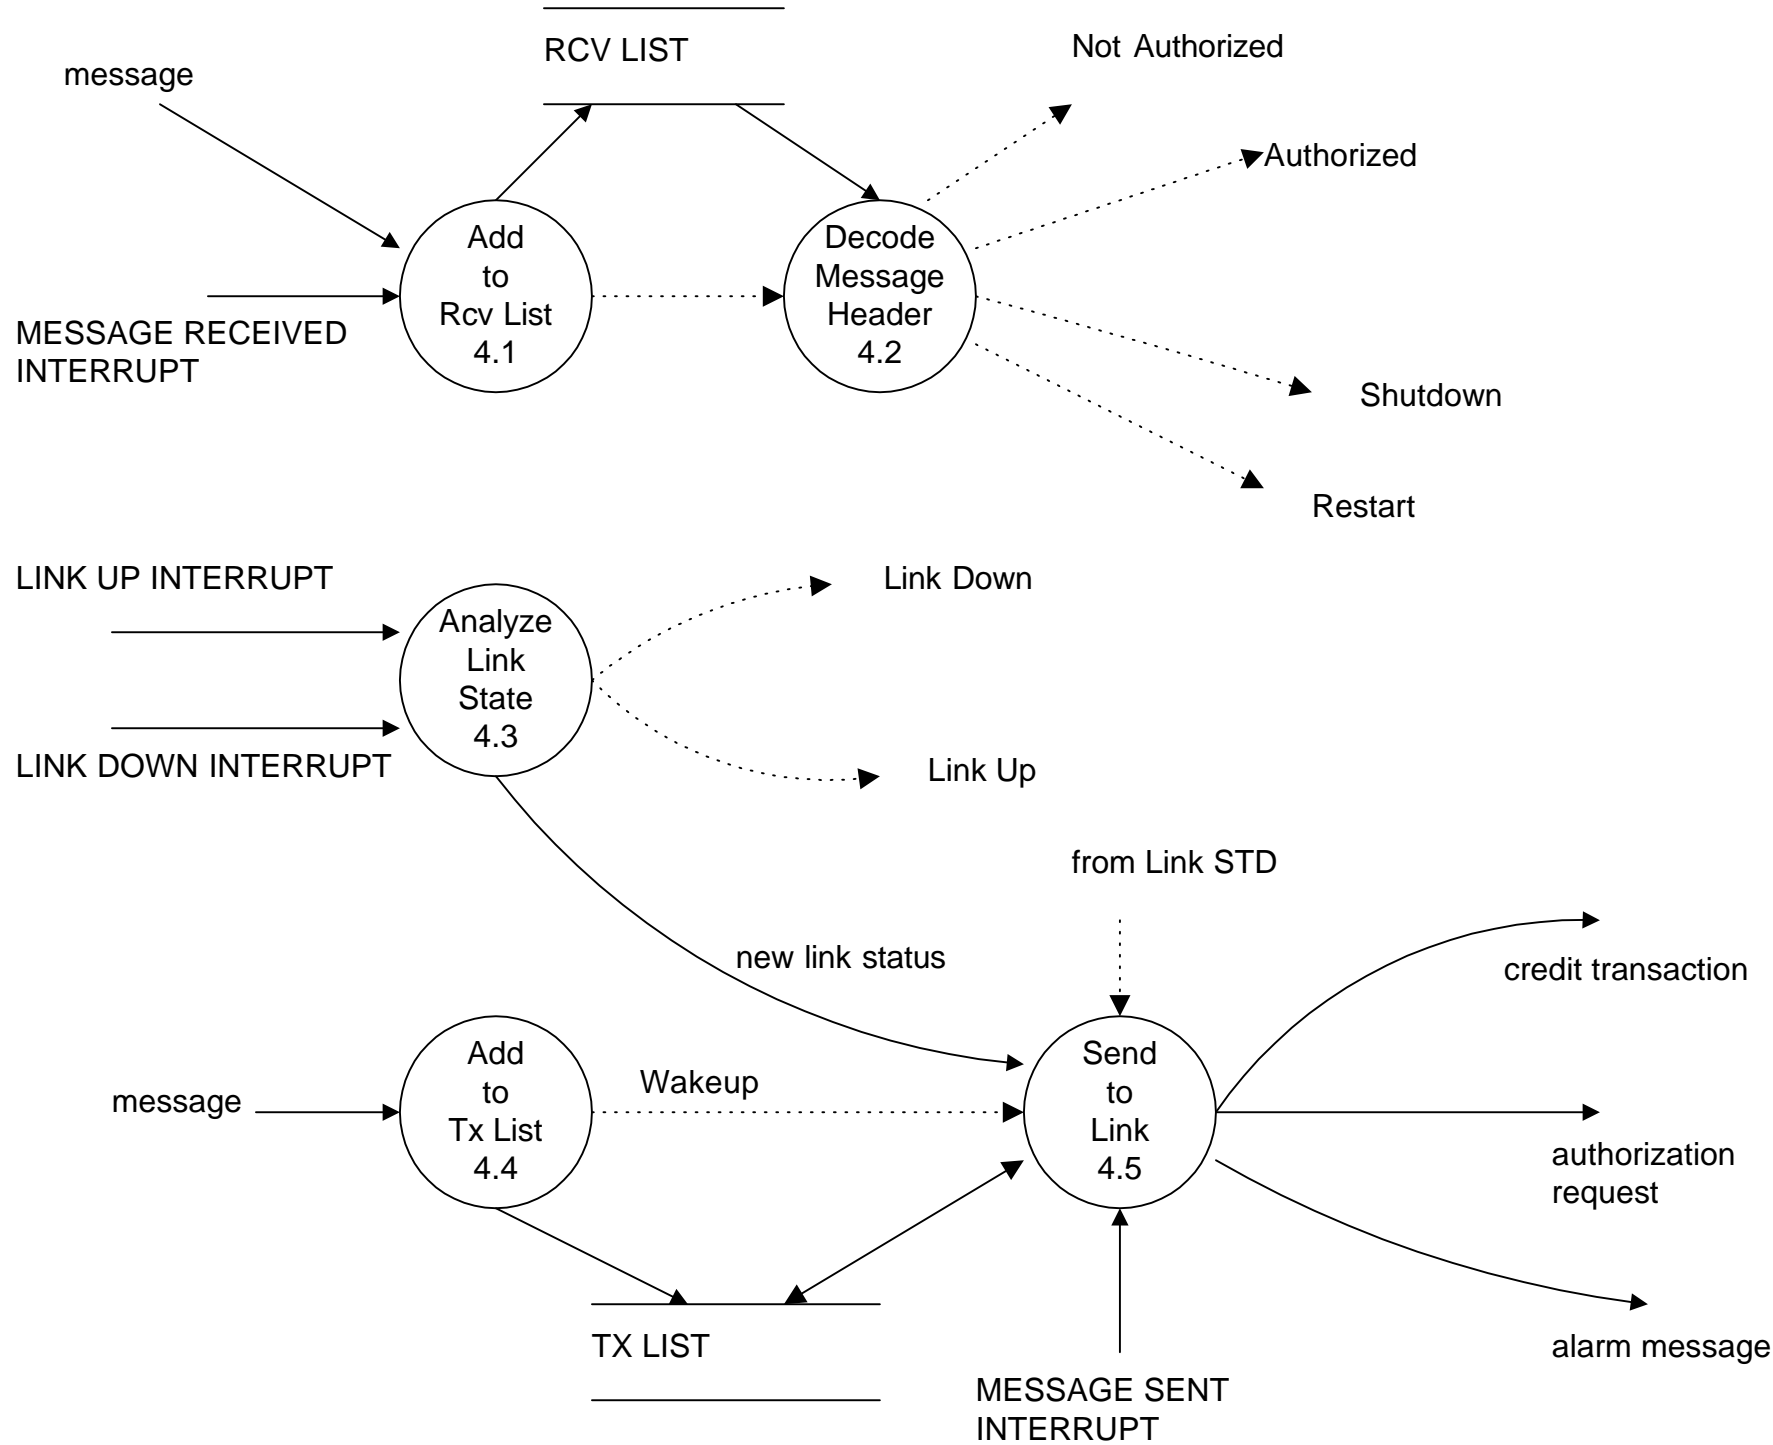 RCV LIST
Not Authorized
message
Authorized
Add
to
Rcv List
4.1
Decode
Message
Header
4.2
MESSAGE RECEIVED
INTERRUPT
Shutdown
Restart
LINK UP INTERRUPT
Link Down
Analyze
Link
State
4.3
LINK DOWN INTERRUPT
Link Up
from Link STD
new link status
credit transaction
Add
to
Tx List
4.4
message
Wakeup
Send
to
Link
4.5
authorization
request
TX LIST
alarm message
MESSAGE SENT
INTERRUPT